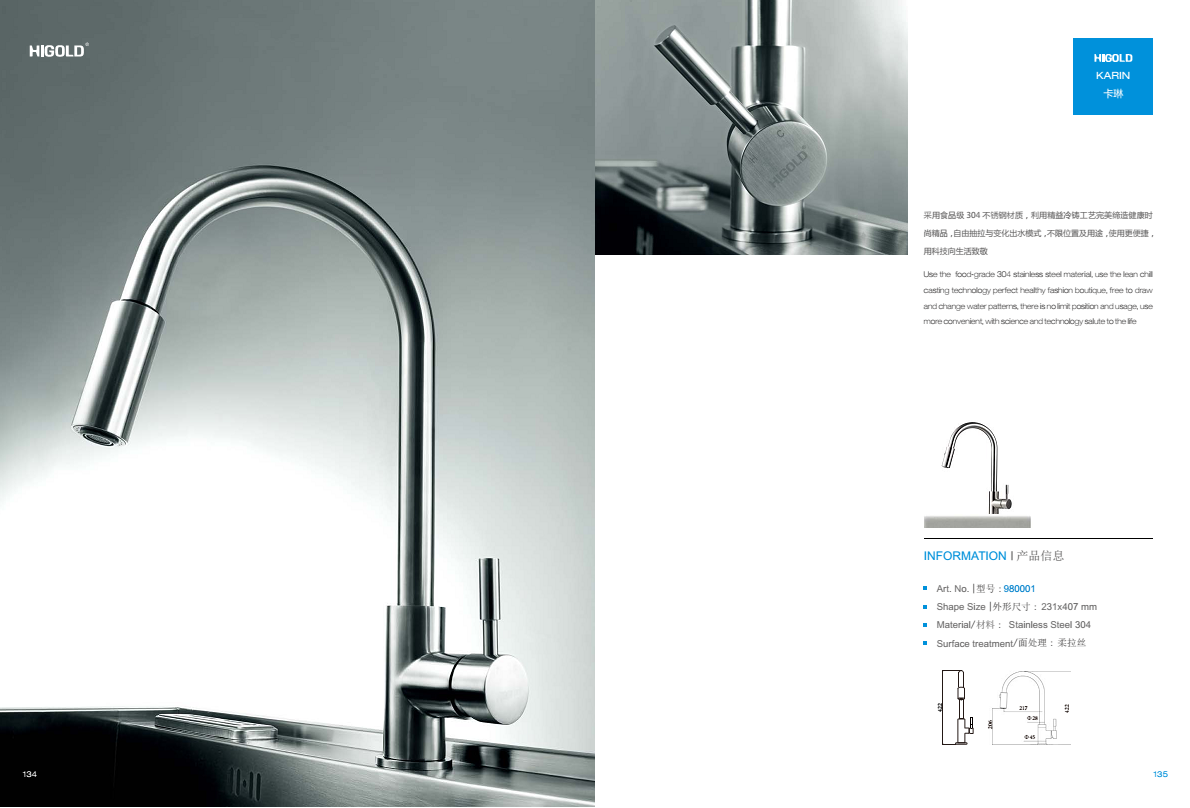 HIGOLD®
134
C
HIGOLD®
HIGOLD
KARIN
卡琳
采用食品级 304 不锈钢材质，利用精益冷铸工艺完美缔造健康时
尚精品，自由抽拉与变化出水模式，不限位置及用途，使用更便捷，
用科技向生活致敬
Use the food-grade 304 stainless steel material, use the lean chill
casting technology perfect healthy fashion boutique, free to draw
and change water patterns, there is no limit position and usage, use
more convenient, with science and technology salute to the life
INFORMATION | 产品信息
Art. No. |型号 : 980001
Shape Size |外形尺寸 : 231x407 mm
Material/材料 : Stainless Steel 304
Surface treatment/面处理 : 柔拉丝
422
217
422
206
Φ28
Φ45
135